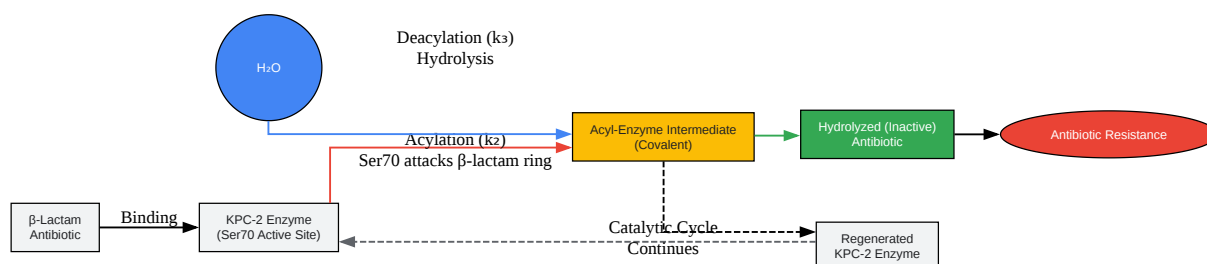 Deacylation (k₃)
Hydrolysis
H₂O
Acylation (k₂)
Ser70 attacks β-lactam ring
Acyl-Enzyme Intermediate
(Covalent)
Hydrolyzed (Inactive)
Antibiotic
Antibiotic Resistance
β-Lactam
Antibiotic
Binding
KPC-2 Enzyme
(Ser70 Active Site)
Catalytic Cycle
Continues
Regenerated
KPC-2 Enzyme